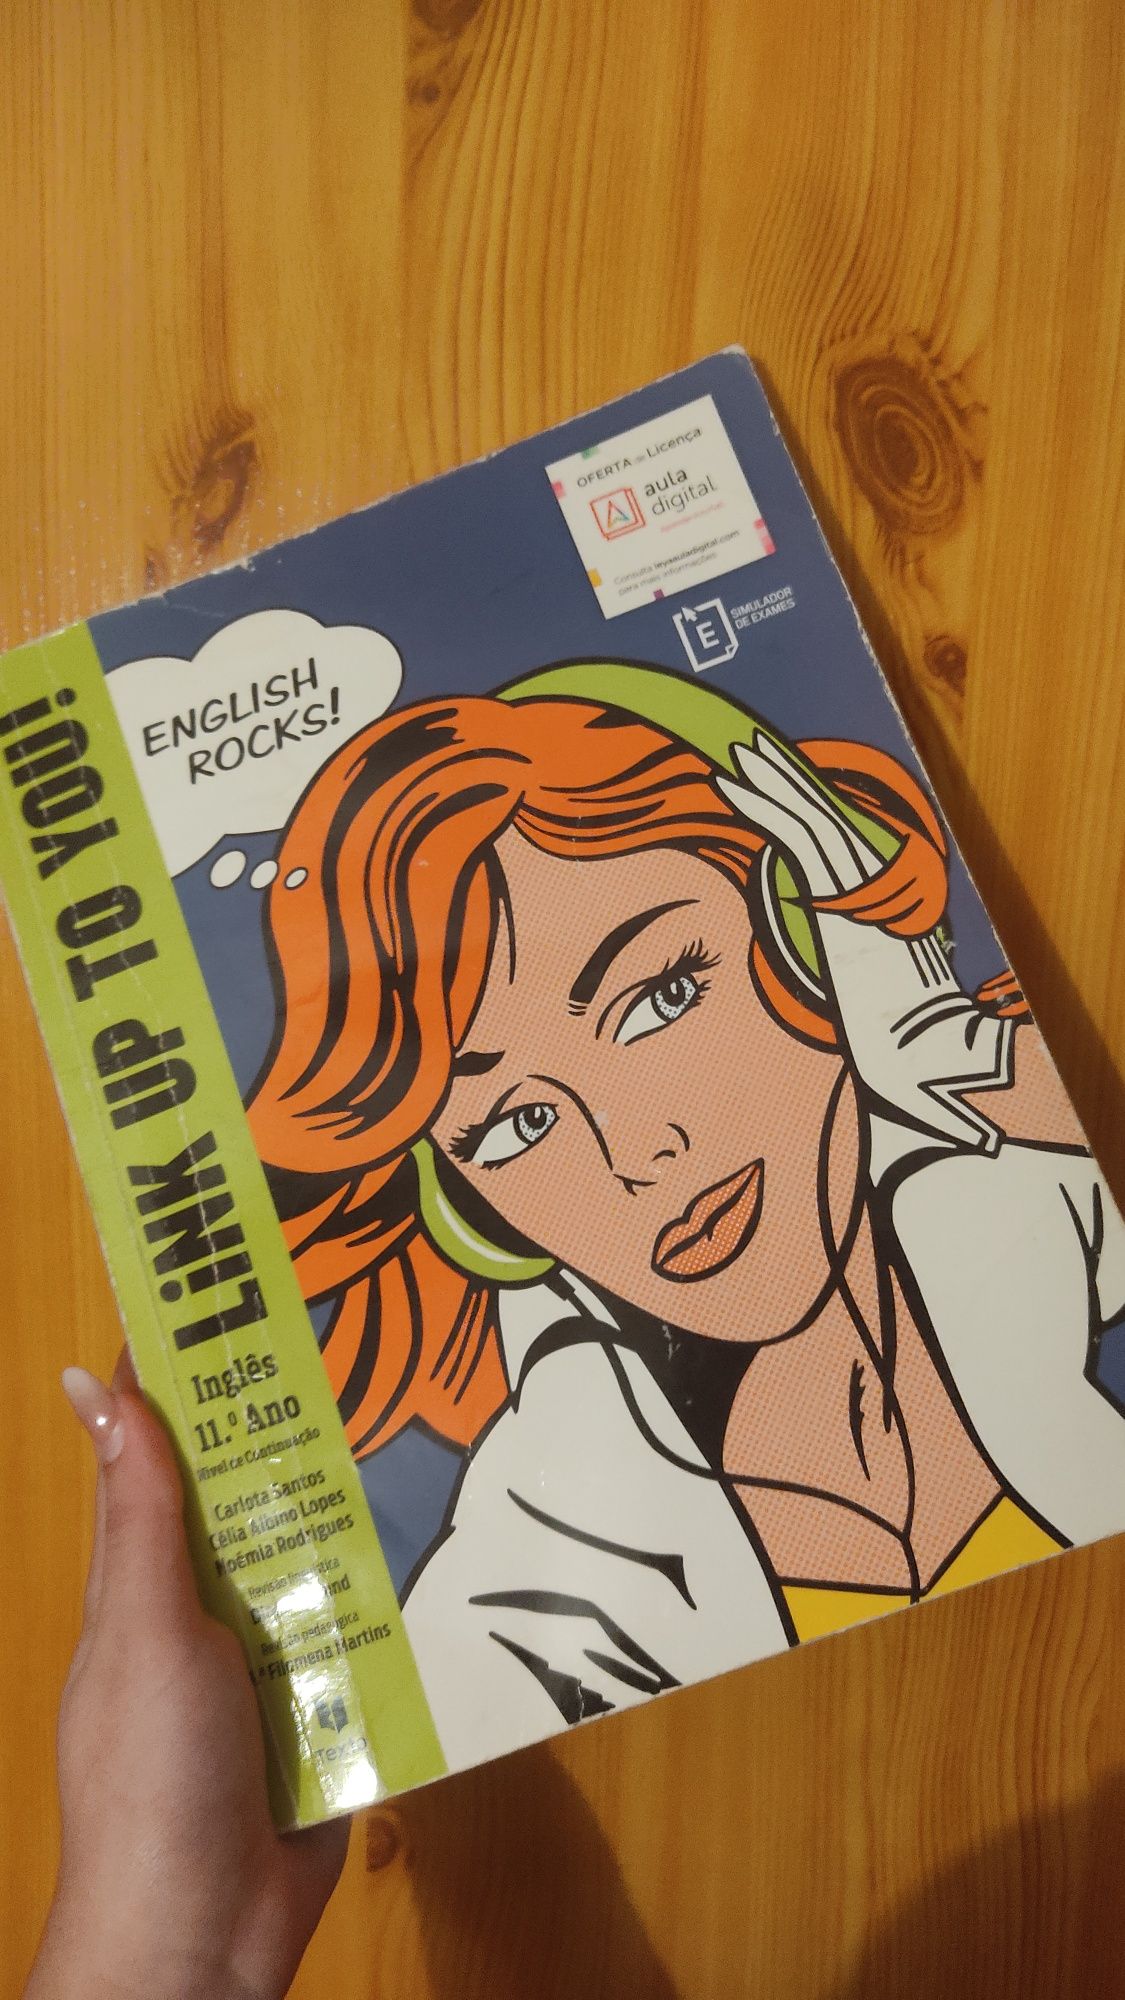 LiNK UP TO YOU!
Inglês
11.º Ano
Nível de Continuação
Carlota Santos
Célia Albino Lopes
Noémia Rodrigues
Revisão linguística
Revisão pedagógica
Filomena Martins
Texto
ENGLISH
ROCKS!
OFERTA de Licença
aula
digital
Consulta leyaauladigital.com
para mais informações
E
SIMULADOR
DE EXAMES